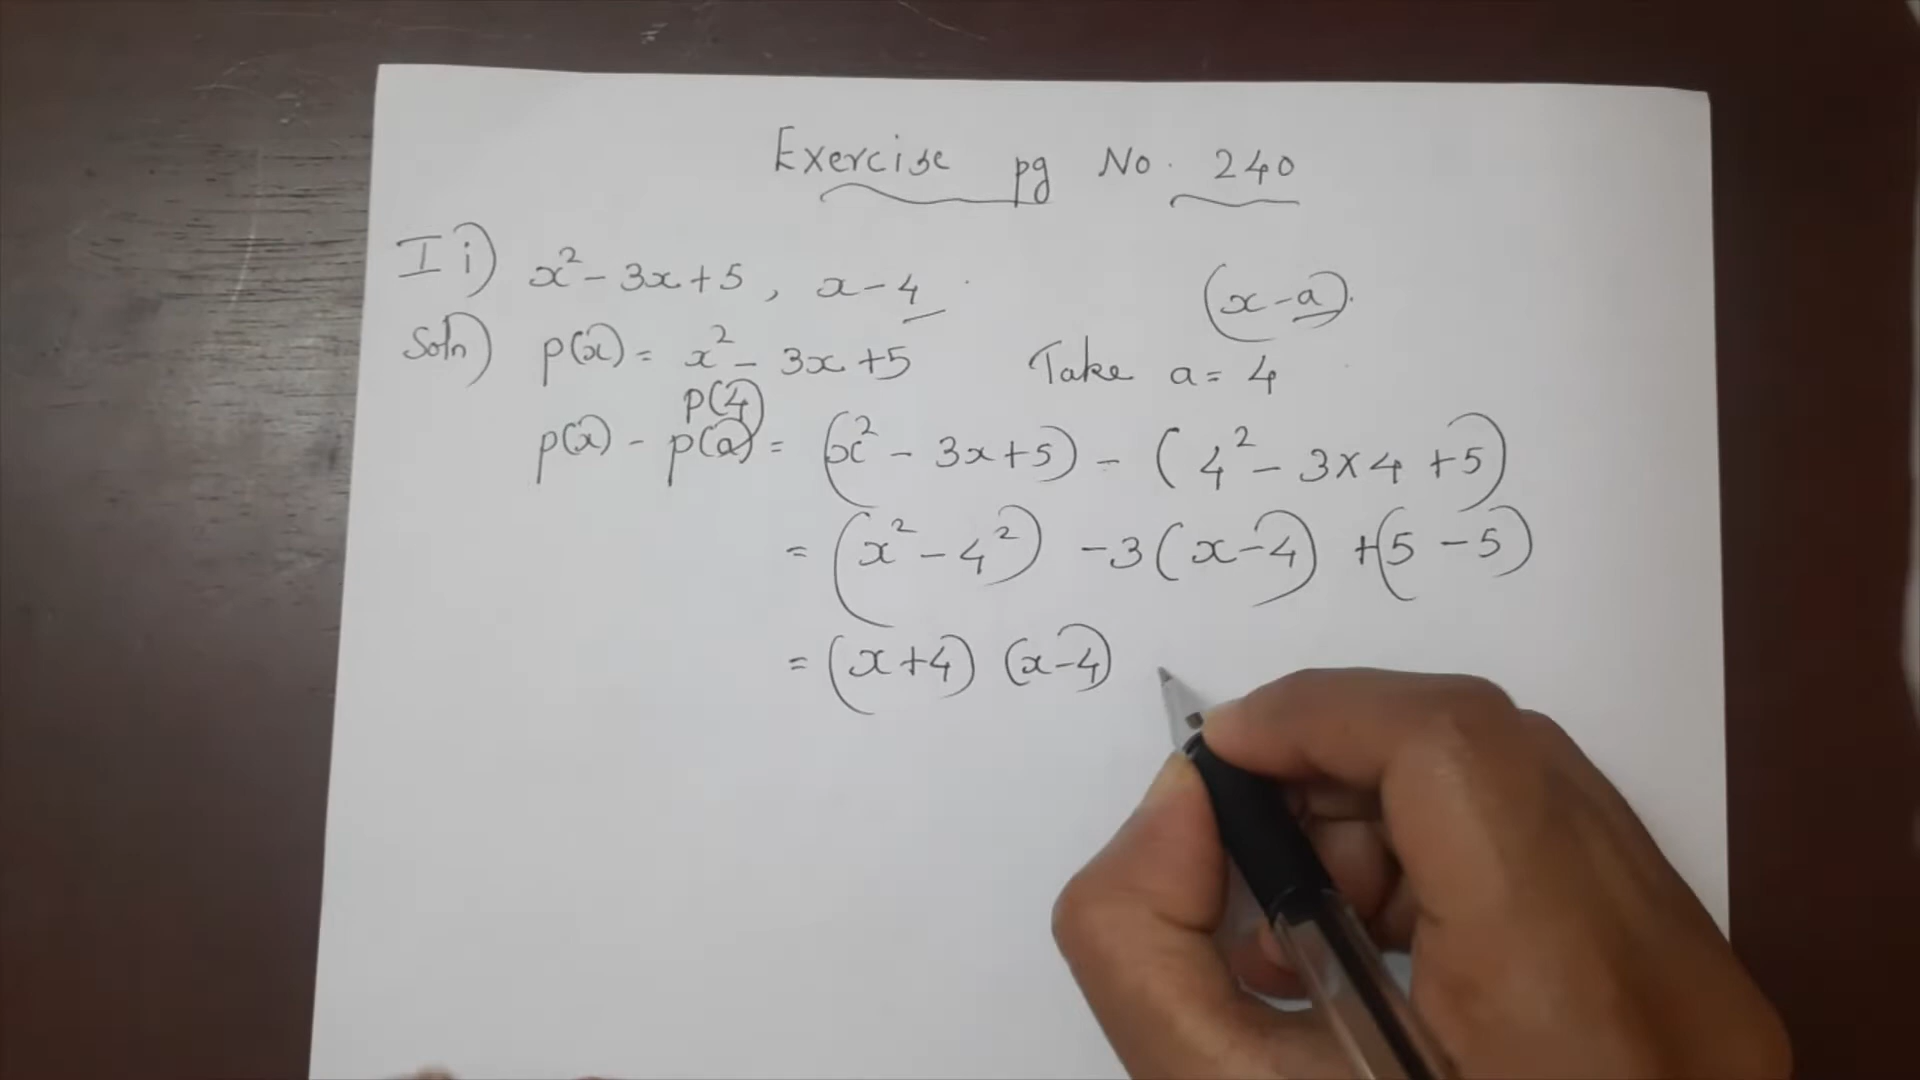 Exercise pg No. 240
I i) x² - 3x + 5 , x - 4
(x - a).
Soln) p(x) = x² - 3x + 5 Take a = 4
p(4)
p(x) - p(a) = (x² - 3x + 5) - (4² - 3×4 + 5)
= (x² - 4²) -3(x - 4) + (5 - 5)
= (x + 4) (x - 4)